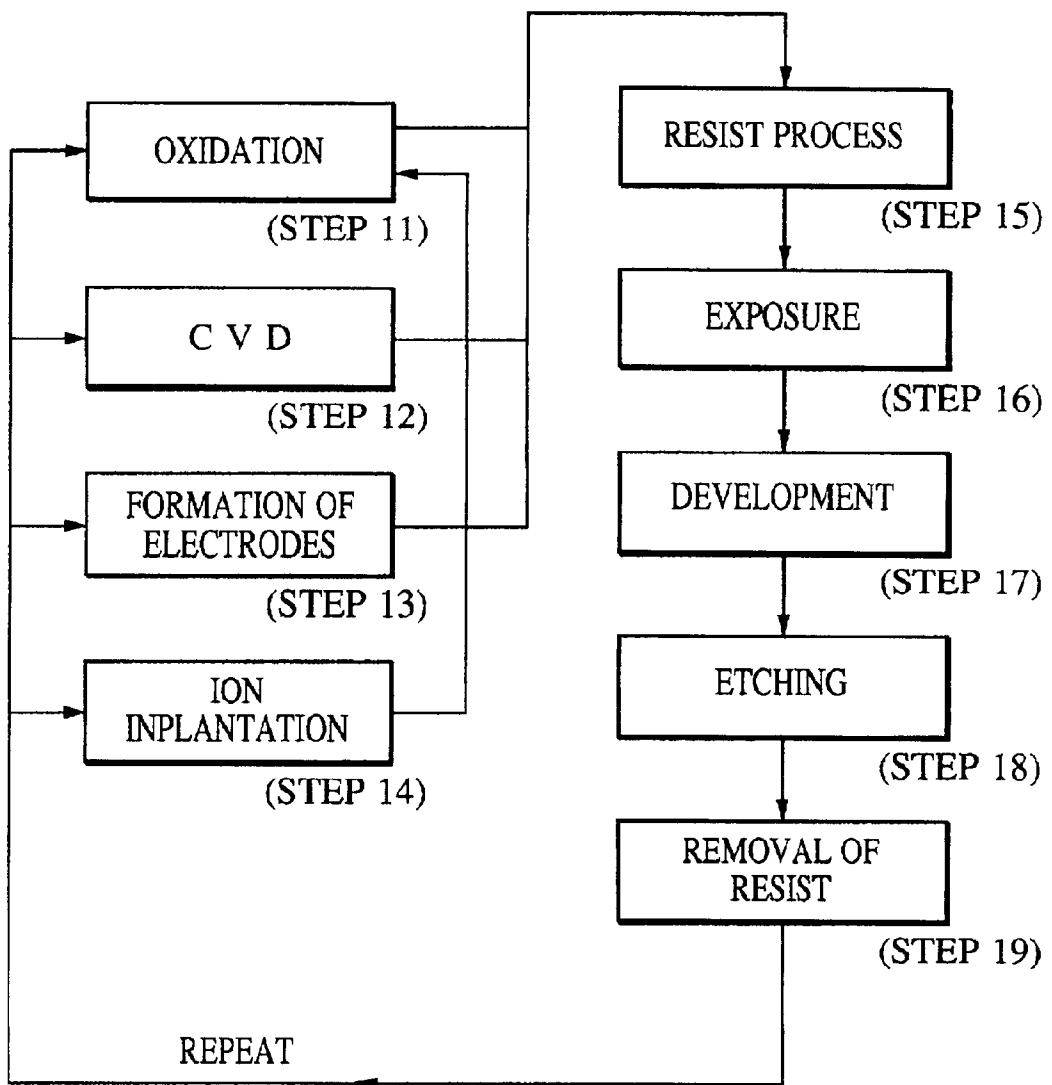 OXIDATION
(STEP 11)
C V D
(STEP 12)
FORMATION OF
ELECTRODES
(STEP 13)
ION
INPLANTATION
(STEP 14)
RESIST PROCESS
(STEP 15)
EXPOSURE
(STEP 16)
DEVELOPMENT
(STEP 17)
ETCHING
(STEP 18)
REMOVAL OF
RESIST
(STEP 19)
REPEAT